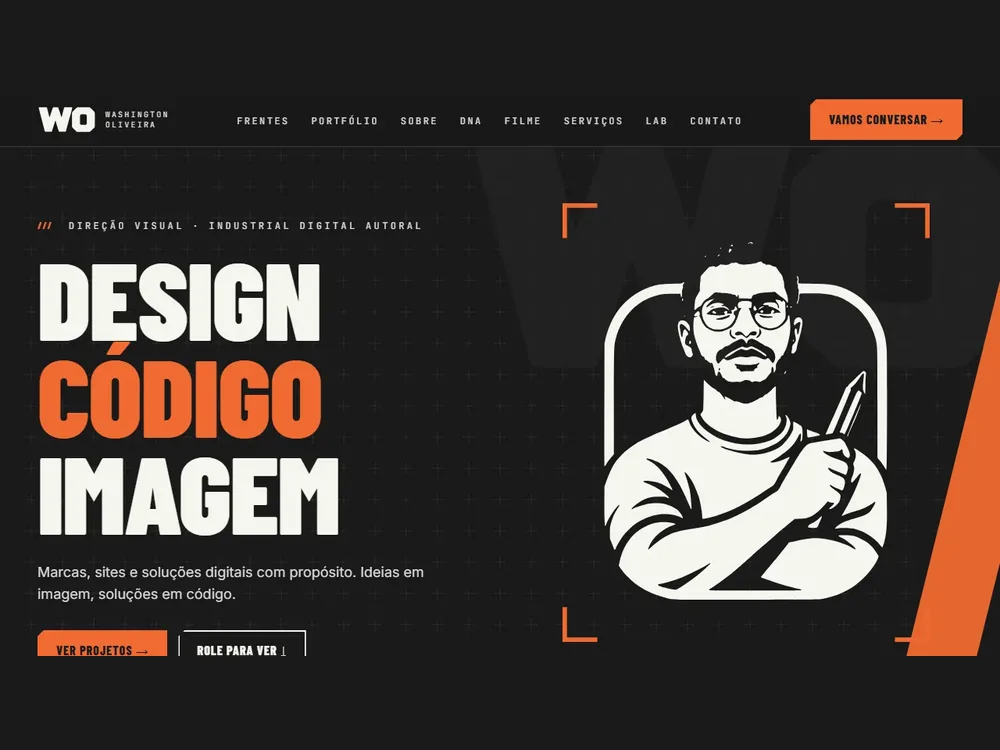 WO
WASHINGTON
OLIVEIRA
FRENTES PORTFÓLIO SOBRE DNA FILME SERVIÇOS LAB CONTATO
VAMOS CONVERSAR →
/// DIREÇÃO VISUAL · INDUSTRIAL DIGITAL AUTORAL
WO
DESIGN
CÓDIGO
IMAGEM
Marcas, sites e soluções digitais com propósito. Ideias em
imagem, soluções em código.
VER PROJETOS → ROLE PARA VER ↓